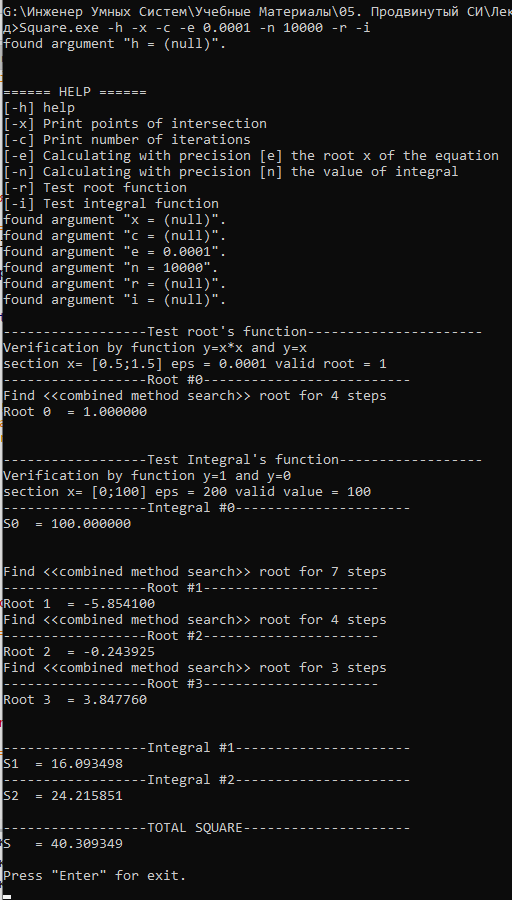 G:\Инженер Умных Систем\Учебные Материалы\05. Продвинутый СИ\Лек
д>Square.exe -h -x -c -e 0.0001 -n 10000 -r -i
found argument "h = (null)".
====== HELP ======
[-h] help
[-x] Print points of intersection
[-c] Print number of iterations
[-e] Calculating with precision [e] the root x of the equation
[-n] Calculating with precision [n] the value of integral
[-r] Test root function
[-i] Test integral function
found argument "x = (null)".
found argument "c = (null)".
found argument "e = 0.0001".
found argument "n = 10000".
found argument "r = (null)".
found argument "i = (null)".
------------------Test root's function----------------------
Verification by function y=x*x and y=x
section x= [0.5;1.5] eps = 0.0001 valid root = 1
------------------Root #0--------------------------
Find <<combined method search>> root for 4 steps
Root 0  = 1.000000
------------------Test Integral's function------------------
Verification by function y=1 and y=0
section x= [0;100] eps = 200 valid value = 100
------------------Integral #0----------------------
S0  = 100.000000
Find <<combined method search>> root for 7 steps
------------------Root #1----------------------
Root 1  = -5.854100
Find <<combined method search>> root for 4 steps
------------------Root #2----------------------
Root 2  = -0.243925
Find <<combined method search>> root for 3 steps
------------------Root #3----------------------
Root 3  = 3.847760
------------------Integral #1----------------------
S1  = 16.093498
------------------Integral #2----------------------
S2  = 24.215851
------------------TOTAL SQUARE---------------------
S   = 40.309349
Press "Enter" for exit.